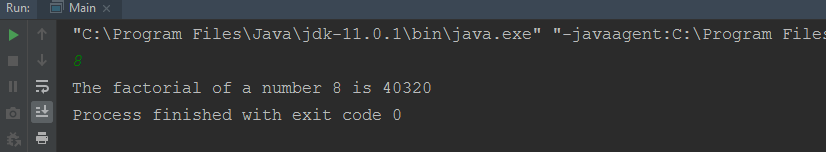 Run: Main ×
"C:\Program Files\Java\jdk-11.0.1\bin\java.exe" "-javaagent:C:\Program Files
8
The factorial of a number 8 is 40320
Process finished with exit code 0